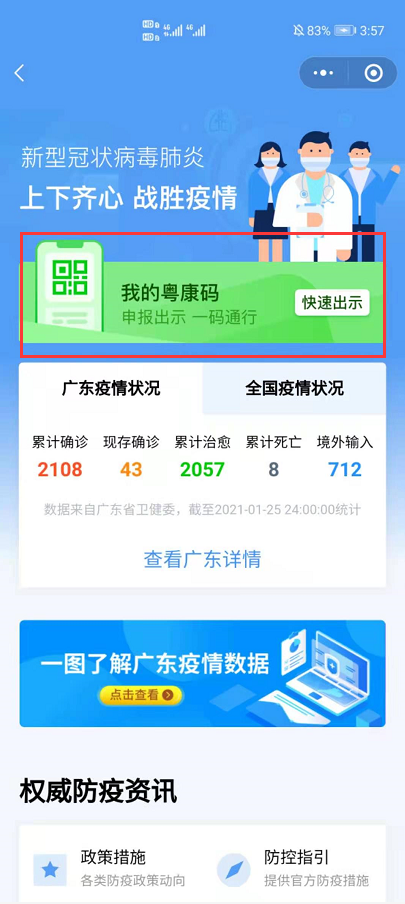 83% 3:57
新型冠状病毒肺炎
上下齐心 战胜疫情
我的粤康码
申报出示 一码通行
快速出示
广东疫情状况 全国疫情状况
累计确诊 现存确诊 累计治愈 累计死亡 境外输入
2108 43 2057 8 712
数据来自广东省卫健委，截至2021-01-25 24:00:00统计
查看广东详情
一图了解广东疫情数据
点击查看
权威防疫资讯
政策措施 防控指引
各类防疫政策动向 提供官方防疫措施